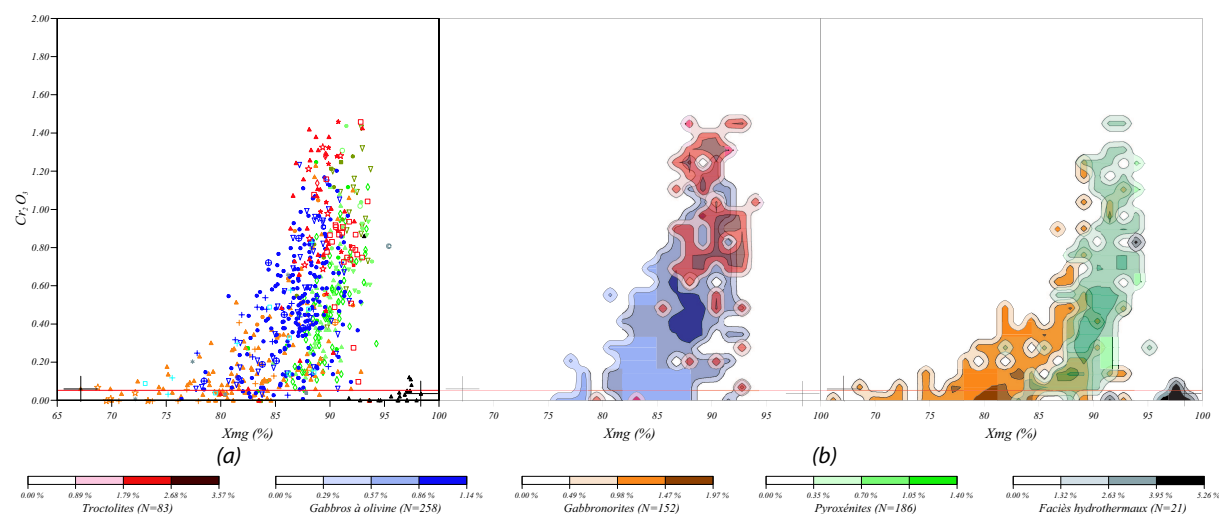 2.00
1.80
1.60
1.40
1.20
1.00
0.80
0.60
0.40
0.20
0.00
Cr2O3
65 70 75 80 85 90 95 100
70 75 80 85 90 95 100
70 75 80 85 90 95 100
Xmg (%) Xmg (%) Xmg (%)
(a) (b)
0.00 % 0.89 % 1.79 % 2.68 % 3.57 %
Troctolites (N=83)
0.00 % 0.29 % 0.57 % 0.86 % 1.14 %
Gabbros à olivine (N=258)
0.00 % 0.49 % 0.98 % 1.47 % 1.97 %
Gabbronorites (N=152)
0.00 % 0.35 % 0.70 % 1.05 % 1.40 %
Pyroxénites (N=186)
0.00 % 1.32 % 2.63 % 3.95 % 5.26 %
Faciès hydrothermaux (N=21)